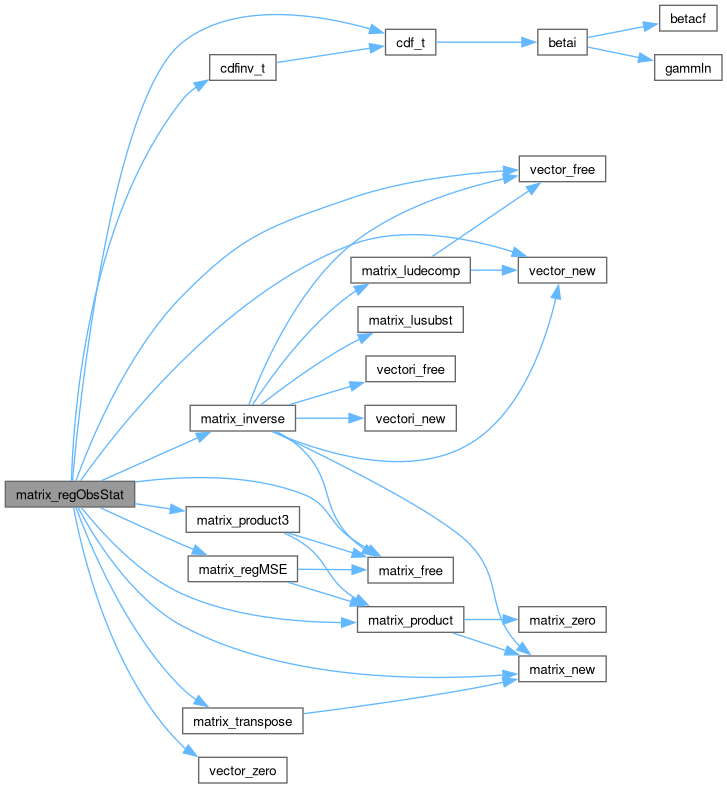 betacf
cdf_t
betai
cdfinv_t
gammln
vector_free
matrix_ludecomp
vector_new
matrix_lusubst
vectori_free
matrix_inverse
vectori_new
matrix_regObsStat
matrix_product3
matrix_regMSE
matrix_free
matrix_product
matrix_zero
matrix_new
matrix_transpose
vector_zero